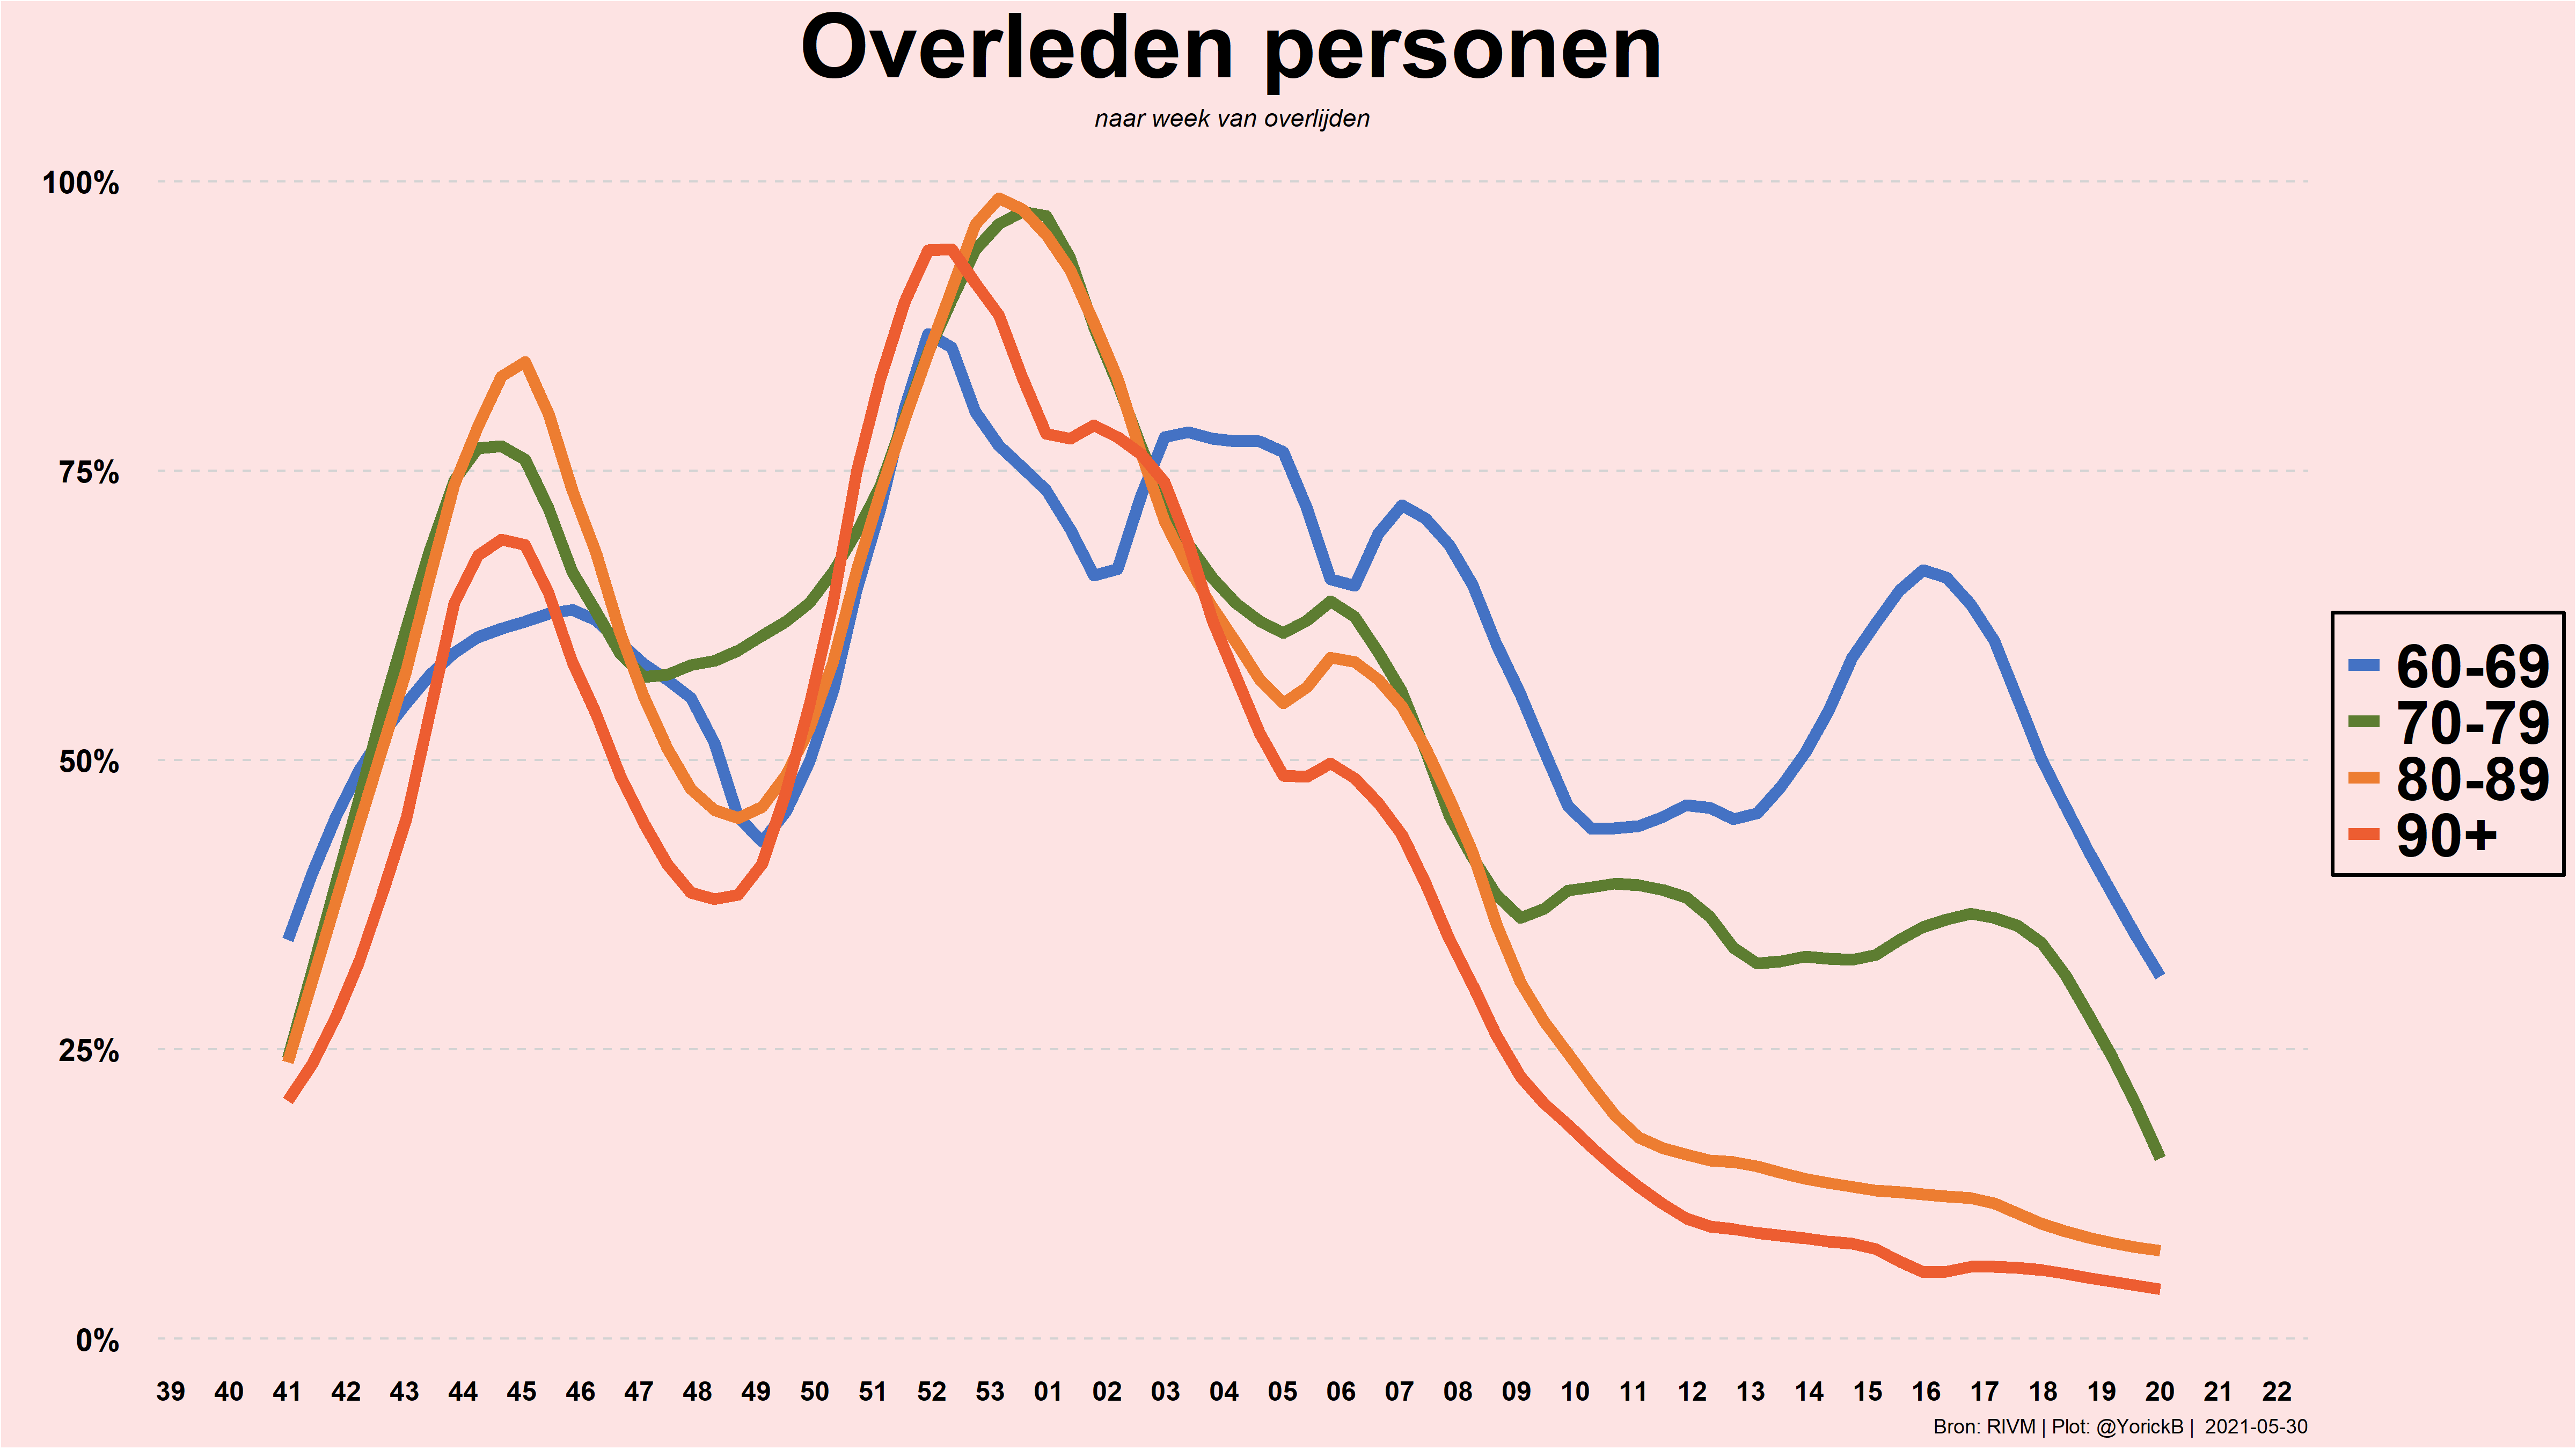 Overleden personen
naar week van overlijden
100%
75%
50%
25%
0%
60-69
70-79
80-89
90+
39 40 41 42 43 44 45 46 47 48 49 50 51 52 53 01 02 03 04 05 06 07 08 09 10 11 12 13 14 15 16 17 18 19 20 21 22
Bron: RIVM | Plot: @YorickB | 2021-05-30